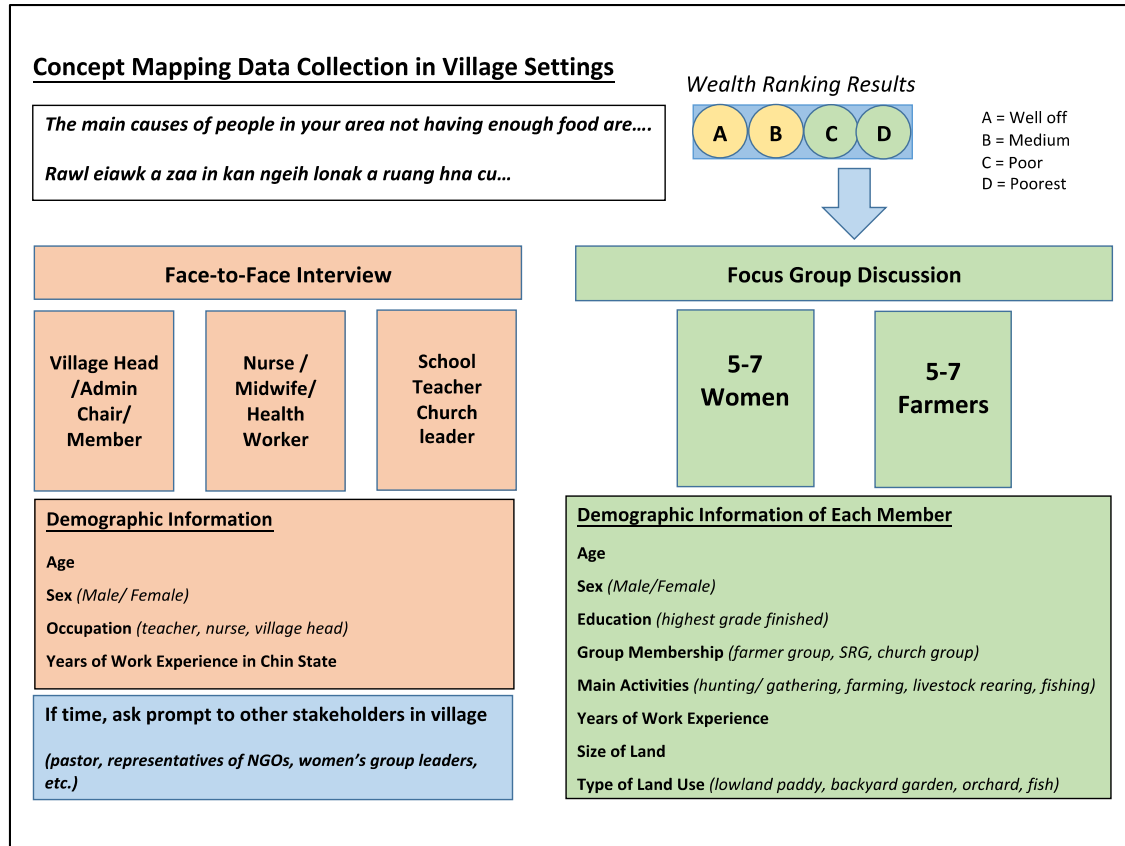 Concept Mapping Data Collection in Village Settings
The main causes of people in your area not having enough food are….
Rawl eiawk a zaa in kan ngeih lonak a ruang hna cu…
Wealth Ranking Results
A B C D
A = Well off
B = Medium
C = Poor
D = Poorest
Face-to-Face Interview
Village Head
/Admin
Chair/
Member
Nurse /
Midwife/
Health
Worker
School
Teacher
Church
leader
Demographic Information
Age
Sex (Male/ Female)
Occupation (teacher, nurse, village head)
Years of Work Experience in Chin State
If time, ask prompt to other stakeholders in village
(pastor, representatives of NGOs, women’s group leaders,
etc.)
Focus Group Discussion
5-7
Women
5-7
Farmers
Demographic Information of Each Member
Age
Sex (Male/Female)
Education (highest grade finished)
Group Membership (farmer group, SRG, church group)
Main Activities (hunting/ gathering, farming, livestock rearing, fishing)
Years of Work Experience
Size of Land
Type of Land Use (lowland paddy, backyard garden, orchard, fish)